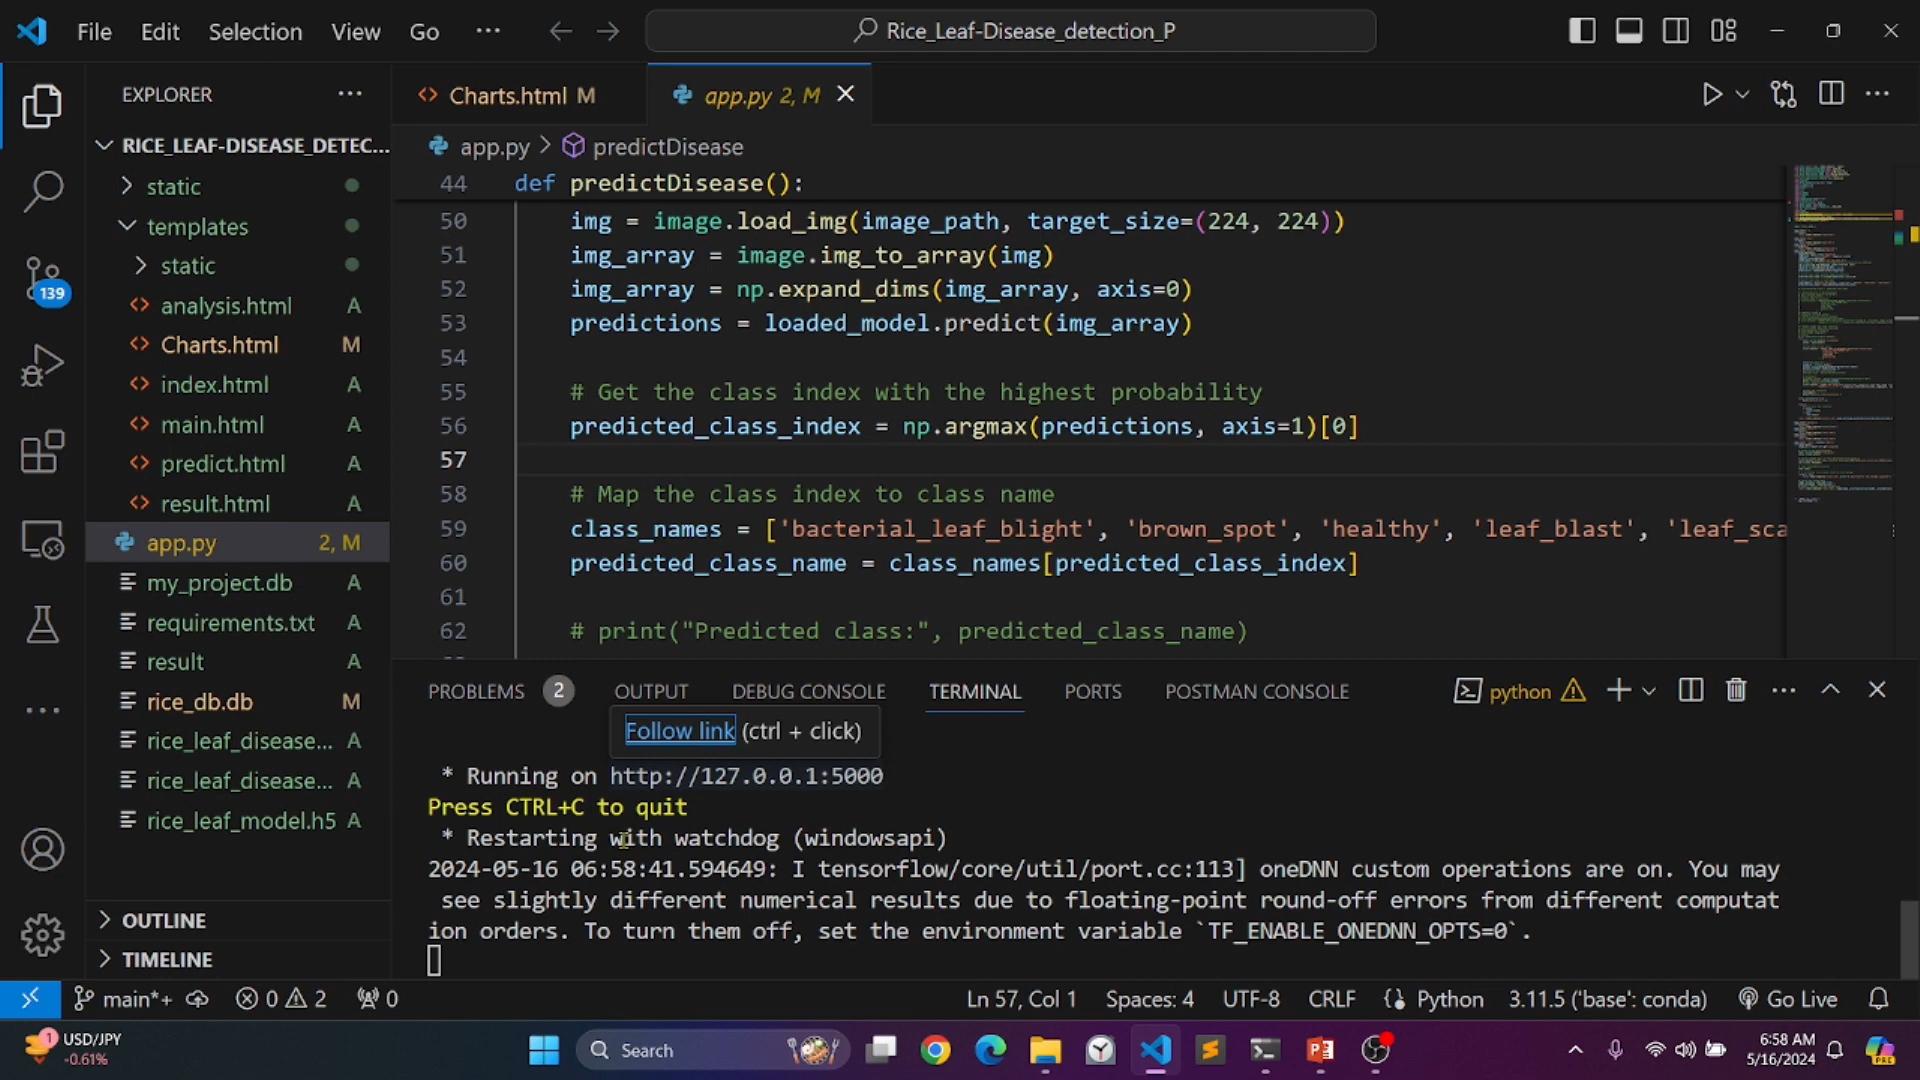 File Edit Selection View Go ··· Rice_Leaf-Disease_detection_P
EXPLORER ···
RICE_LEAF-DISEASE_DETEC...
static
templates
static
analysis.html A
Charts.html M
index.html A
main.html A
predict.html A
result.html A
app.py 2, M
my_project.db A
requirements.txt A
result A
rice_db.db M
rice_leaf_disease... A
rice_leaf_disease... A
rice_leaf_model.h5 A
OUTLINE
TIMELINE
139
Charts.html M app.py 2, M
app.py > predictDisease
44 def predictDisease():
50 img = image.load_img(image_path, target_size=(224, 224))
51 img_array = image.img_to_array(img)
52 img_array = np.expand_dims(img_array, axis=0)
53 predictions = loaded_model.predict(img_array)
54
55 # Get the class index with the highest probability
56 predicted_class_index = np.argmax(predictions, axis=1)[0]
57
58 # Map the class index to class name
59 class_names = ['bacterial_leaf_blight', 'brown_spot', 'healthy', 'leaf_blast', 'leaf_sca
60 predicted_class_name = class_names[predicted_class_index]
61
62 # print("Predicted class:", predicted_class_name)
PROBLEMS 2 OUTPUT DEBUG CONSOLE TERMINAL PORTS POSTMAN CONSOLE python
Follow link (ctrl + click)
* Running on http://127.0.0.1:5000
Press CTRL+C to quit
* Restarting with watchdog (windowsapi)
2024-05-16 06:58:41.594649: I tensorflow/core/util/port.cc:113] oneDNN custom operations are on. You may
see slightly different numerical results due to floating-point round-off errors from different computat
ion orders. To turn them off, set the environment variable `TF_ENABLE_ONEDNN_OPTS=0`.
main*+ 0 2 0 Ln 57, Col 1 Spaces: 4 UTF-8 CRLF Python 3.11.5 ('base': conda) Go Live
1 USD/JPY
-0.61%
Search
6:58 AM
5/16/2024
PRE